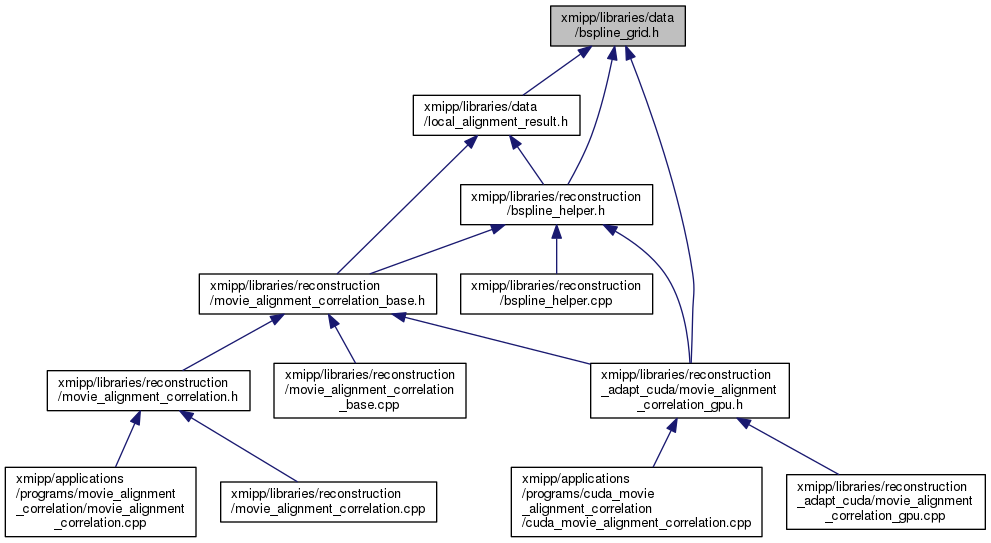 xmipp/libraries/data
/bspline_grid.h
xmipp/libraries/data
/local_alignment_result.h
xmipp/libraries/reconstruction
/bspline_helper.h
xmipp/libraries/reconstruction
/movie_alignment_correlation_base.h
xmipp/libraries/reconstruction
/bspline_helper.cpp
xmipp/libraries/reconstruction
/movie_alignment_correlation.h
xmipp/libraries/reconstruction
/movie_alignment_correlation
_base.cpp
xmipp/libraries/reconstruction
_adapt_cuda/movie_alignment
_correlation_gpu.h
xmipp/applications
/programs/movie_alignment
_correlation/movie_alignment
_correlation.cpp
xmipp/libraries/reconstruction
/movie_alignment_correlation.cpp
xmipp/applications
/programs/cuda_movie
_alignment_correlation
/cuda_movie_alignment_correlation.cpp
xmipp/libraries/reconstruction
_adapt_cuda/movie_alignment
_correlation_gpu.cpp